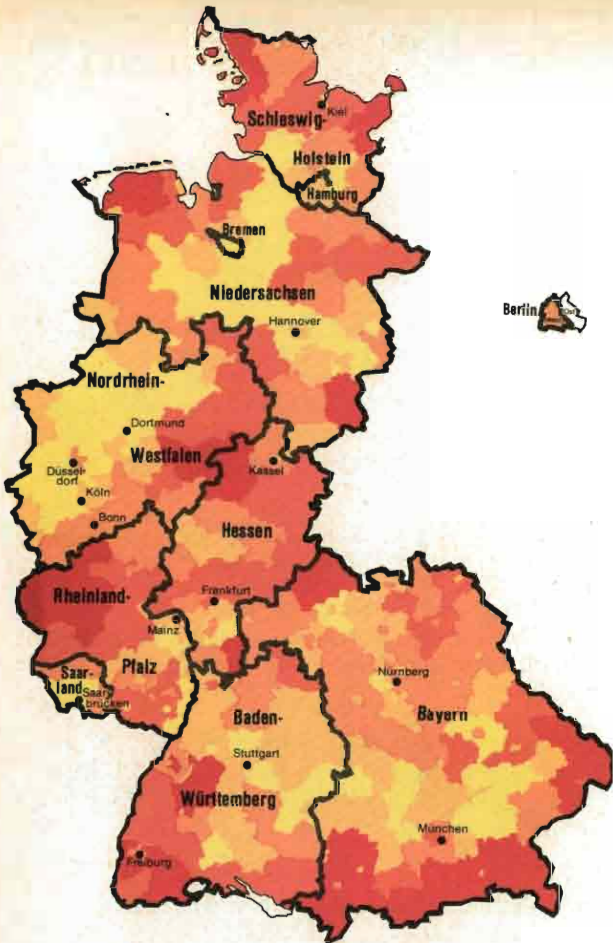 Kiel
Schleswig-
Holstein
Hamburg
Bremen
Niedersachsen
Berlin
Hannover
Nordrhein-
Dortmund
Westfalen
Düssel-
dorf
Kassel
Köln
Bonn
Hessen
Rheinland-
Frankfurt
Mainz
Pfalz
Saar-
land
Saar-
brücken
Nürnberg
Baden-
Bayern
Stuttgart
Württemberg
München
Freiburg